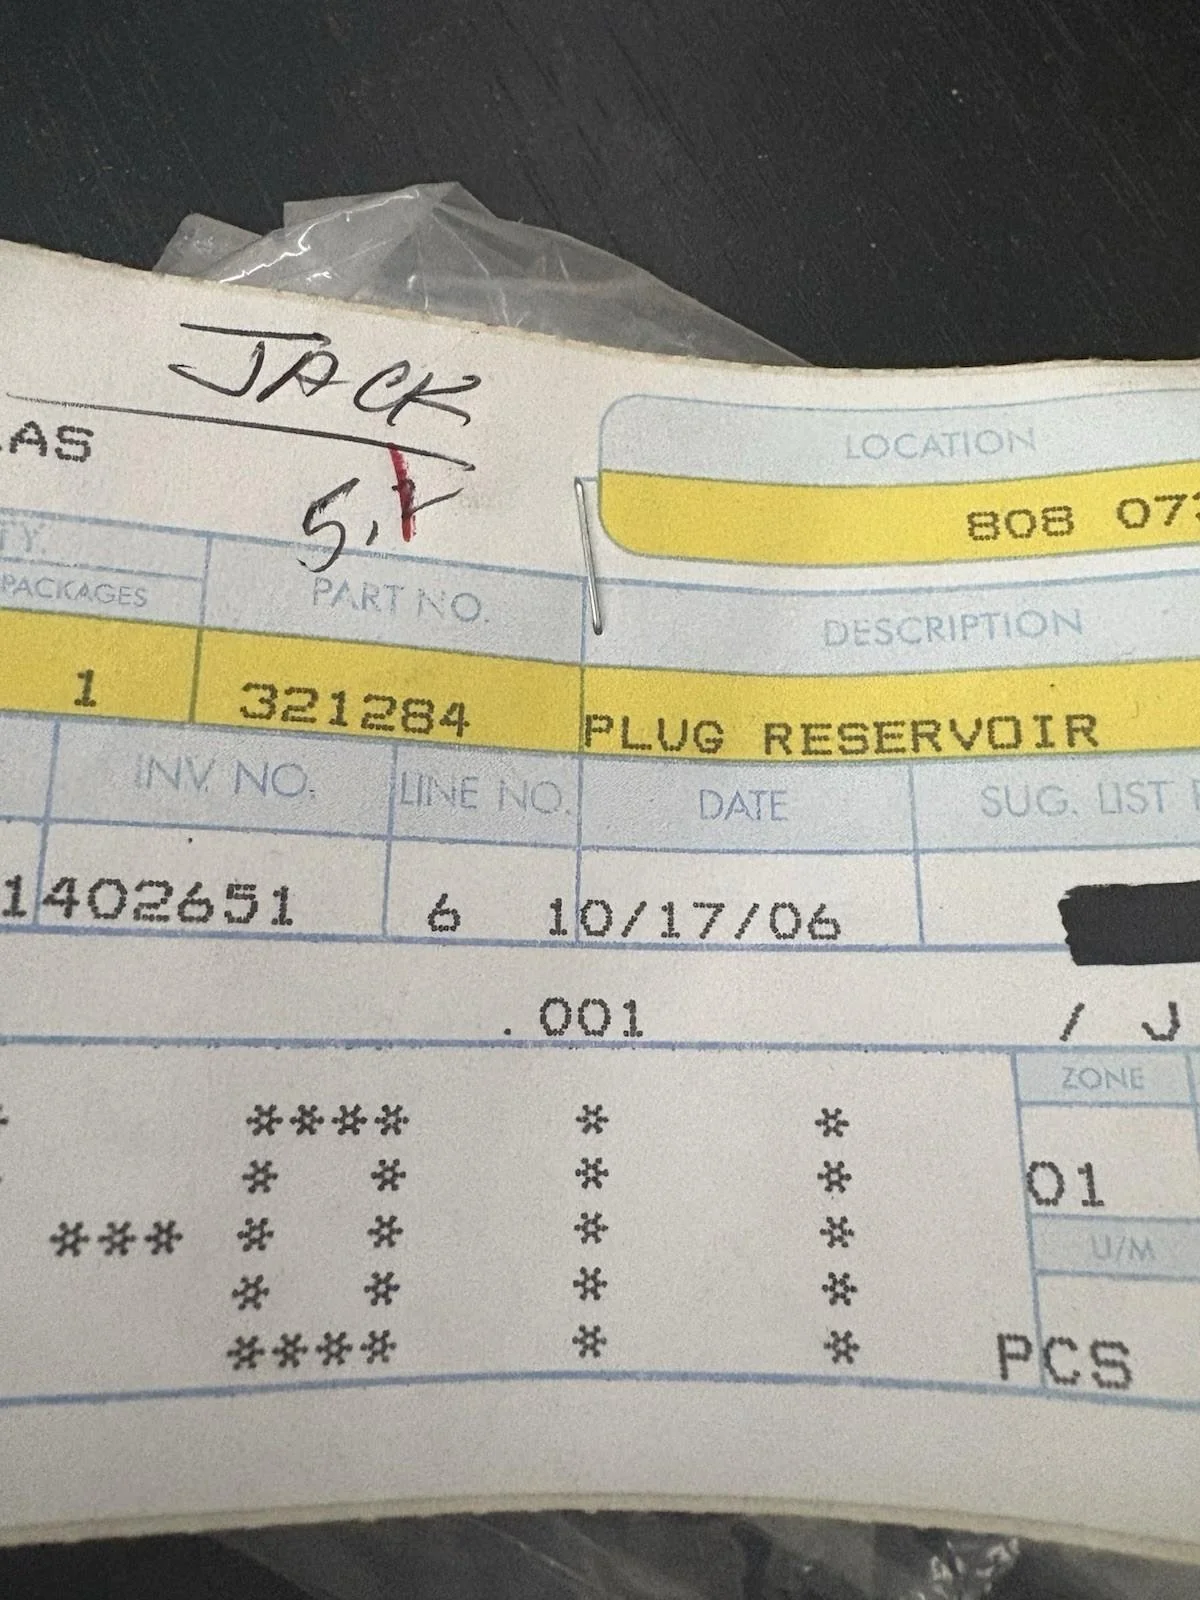 JACK
AS
LOCATION
808 07
TY.
PACKAGES PART NO. DESCRIPTION
1 321284 PLUG RESERVOIR
INV. NO. LINE NO. DATE SUG. LIST
1402651 6 10/17/06
.001 / J
ZONE
**** * *
* * * *
01
*** * * * *
U/M
* * * *
**** * *
PCS